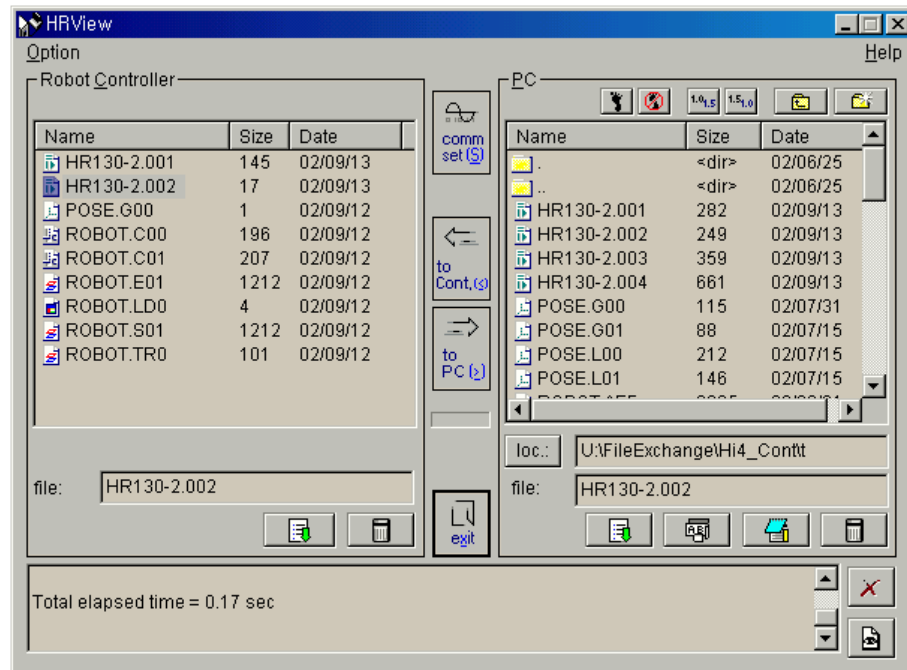 HRView
Option Help
Robot Controller
Name Size Date
HR130-2.001 145 02/09/13
HR130-2.002 17 02/09/13
POSE.G00 1 02/09/12
ROBOT.C00 196 02/09/12
ROBOT.C01 207 02/09/12
ROBOT.E01 1212 02/09/12
ROBOT.LD0 4 02/09/12
ROBOT.S01 1212 02/09/12
ROBOT.TR0 101 02/09/12
file: HR130-2.002
comm
set (S)
to
Cont,(<)
to
PC (>)
exit
PC
1.0 1.5 1.5 1.0
Name Size Date
. <dir> 02/06/25
.. <dir> 02/06/25
HR130-2.001 282 02/09/13
HR130-2.002 249 02/09/13
HR130-2.003 359 02/09/13
HR130-2.004 661 02/09/13
POSE.G00 115 02/07/31
POSE.G01 88 02/07/15
POSE.L00 212 02/07/15
POSE.L01 146 02/07/15
loc.: U:\FileExchange\Hi4_Cont\t
file: HR130-2.002
Total elapsed time = 0.17 sec